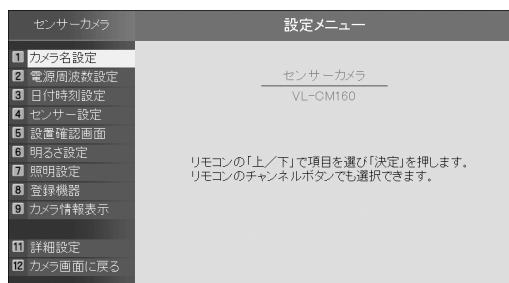 センサーカメラ
設定メニュー
1 カメラ名設定
2 電源周波数設定
3 日付時刻設定
4 センサー設定
5 設置確認画面
6 明るさ設定
7 照明設定
8 登録機器
9 カメラ情報表示
11 詳細設定
12 カメラ画面に戻る
センサーカメラ
VL-CM160
リモコンの「上/下」で項目を選び「決定」を押します。
リモコンのチャンネルボタンでも選択できます。